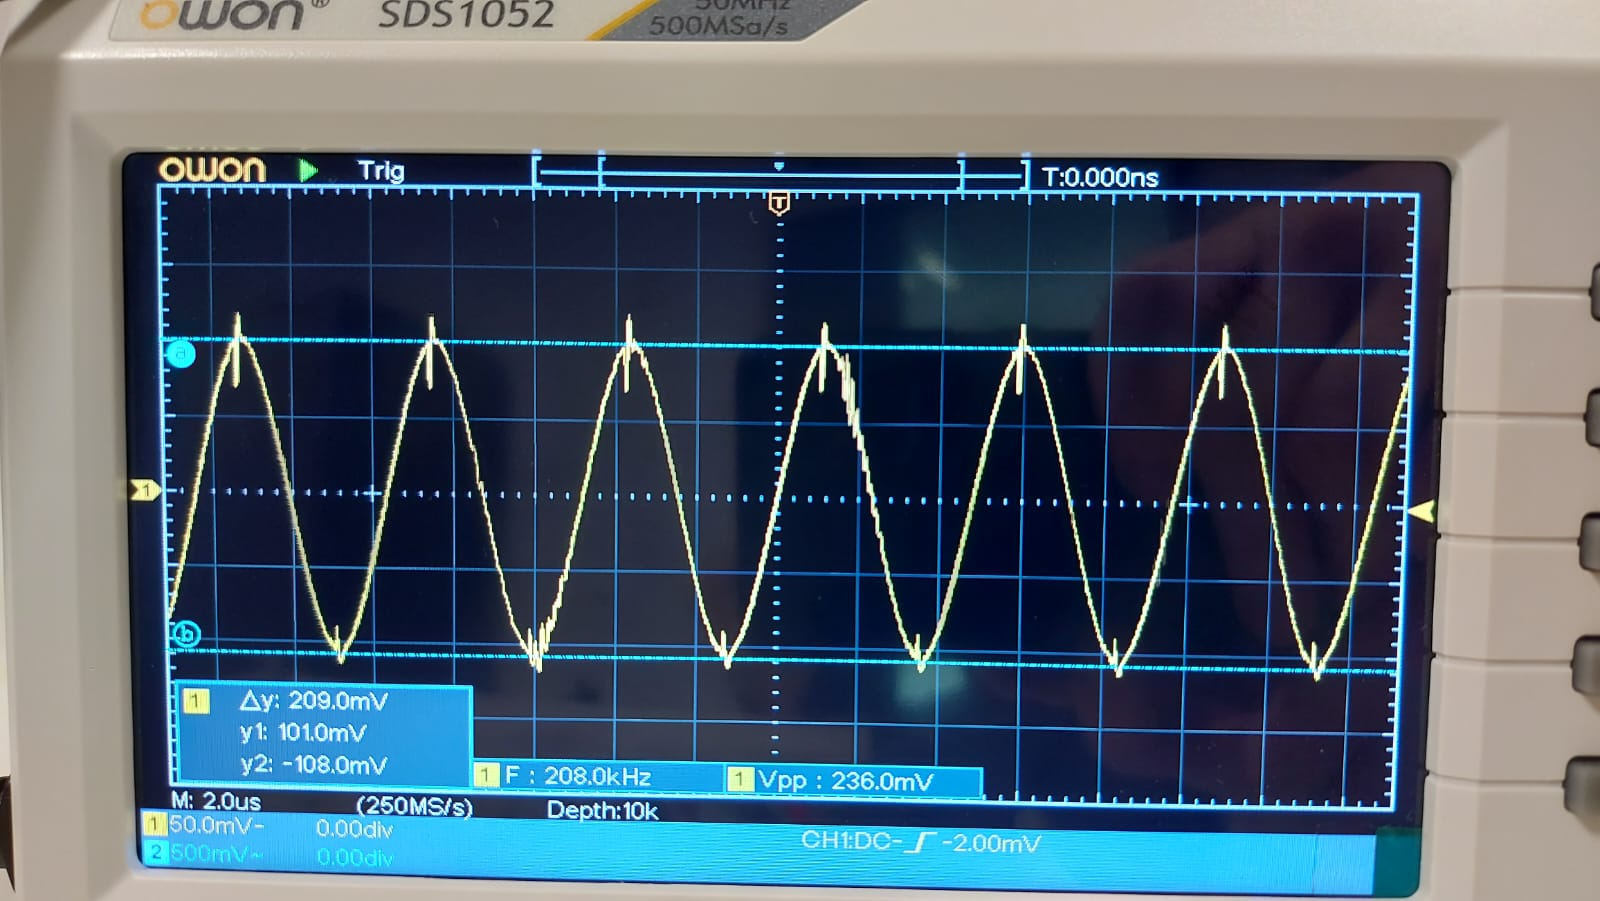 owon® SDS1052 50MHz
500MSa/s
owon Trig T:0.000ns
T
a
1
b
1 Δy: 209.0mV
y1: 101.0mV
y2: -108.0mV
1 F : 208.0kHz 1 Vpp : 236.0mV
M: 2.0us (250MS/s) Depth:10k
1 50.0mV~ 0.00div CH1:DC- -2.00mV
2 500mV~ 0.00div